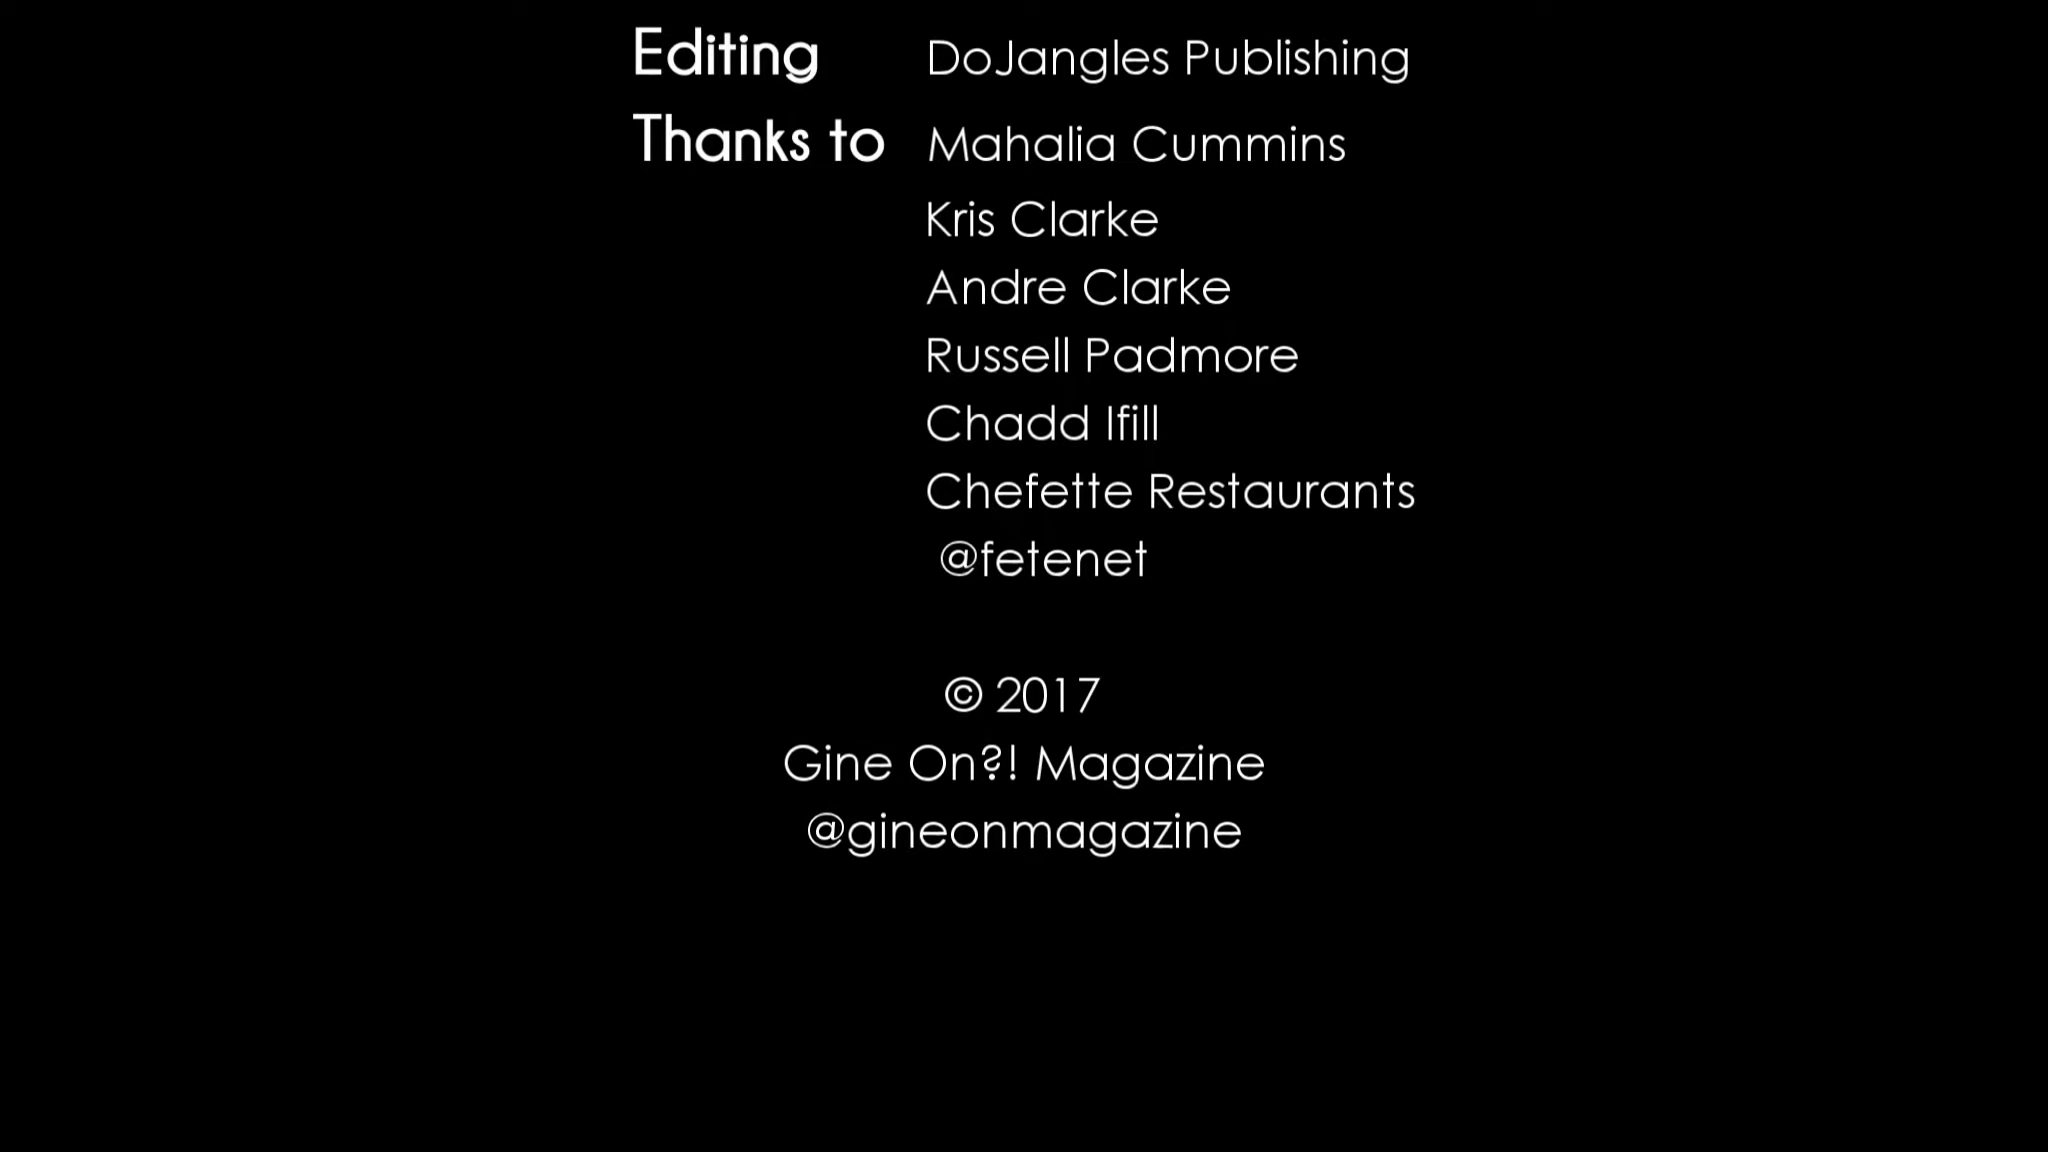 Editing DoJangles Publishing
Thanks to Mahalia Cummins
Kris Clarke
Andre Clarke
Russell Padmore
Chadd Ifill
Chefette Restaurants
@fetenet
© 2017
Gine On?! Magazine
@gineonmagazine